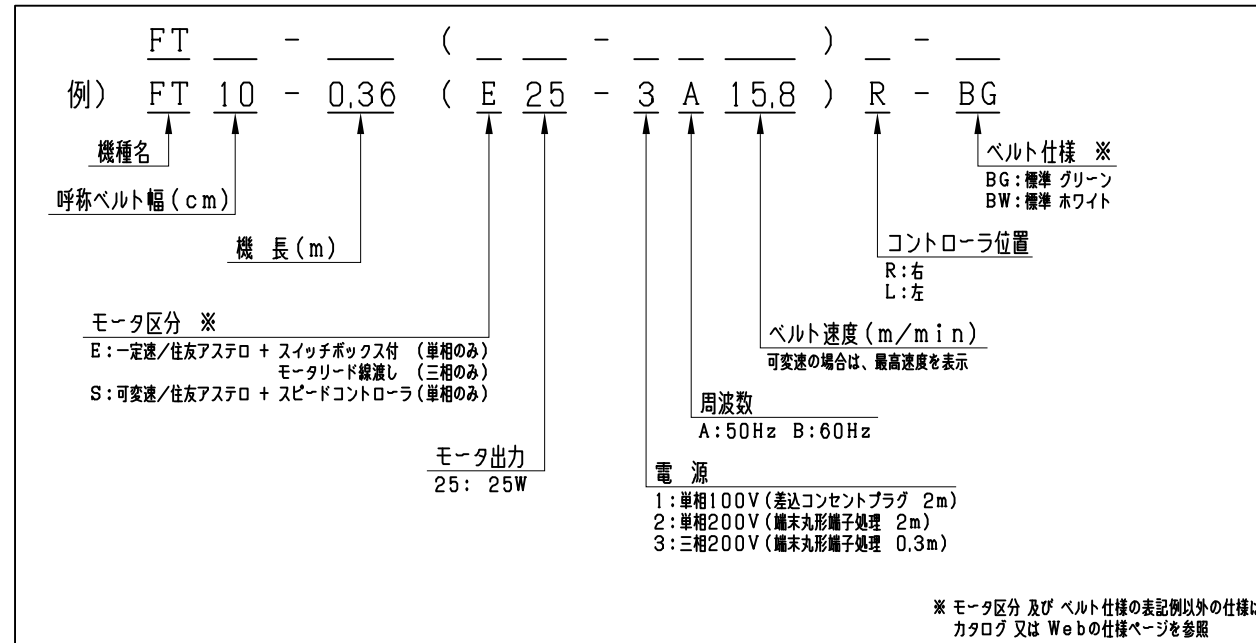 FT - ( - ) -
例) FT 10 - 0.36 ( E 25 - 3 A 15.8 ) R - BG
機種名
呼称ベルト幅(cm)
機 長(m)
ベルト仕様 ※
BG:標準 グリーン
BW:標準 ホワイト
コントローラ位置
R:右
L:左
モータ区分 ※
E:一定速/住友アステロ + スイッチボックス付 (単相のみ)
モータリード線渡し (三相のみ)
S:可変速/住友アステロ + スピードコントローラ(単相のみ)
ベルト速度(m/min)
可変速の場合は、最高速度を表示
周波数
A:50Hz B:60Hz
モータ出力
25: 25W
電 源
1:単相100V(差込コンセントプラグ 2m)
2:単相200V(端末丸形端子処理 2m)
3:三相200V(端末丸形端子処理 0.3m)
※ モータ区分 及び ベルト仕様の表記例以外の仕様は
カタログ 又は Webの仕様ページを参照